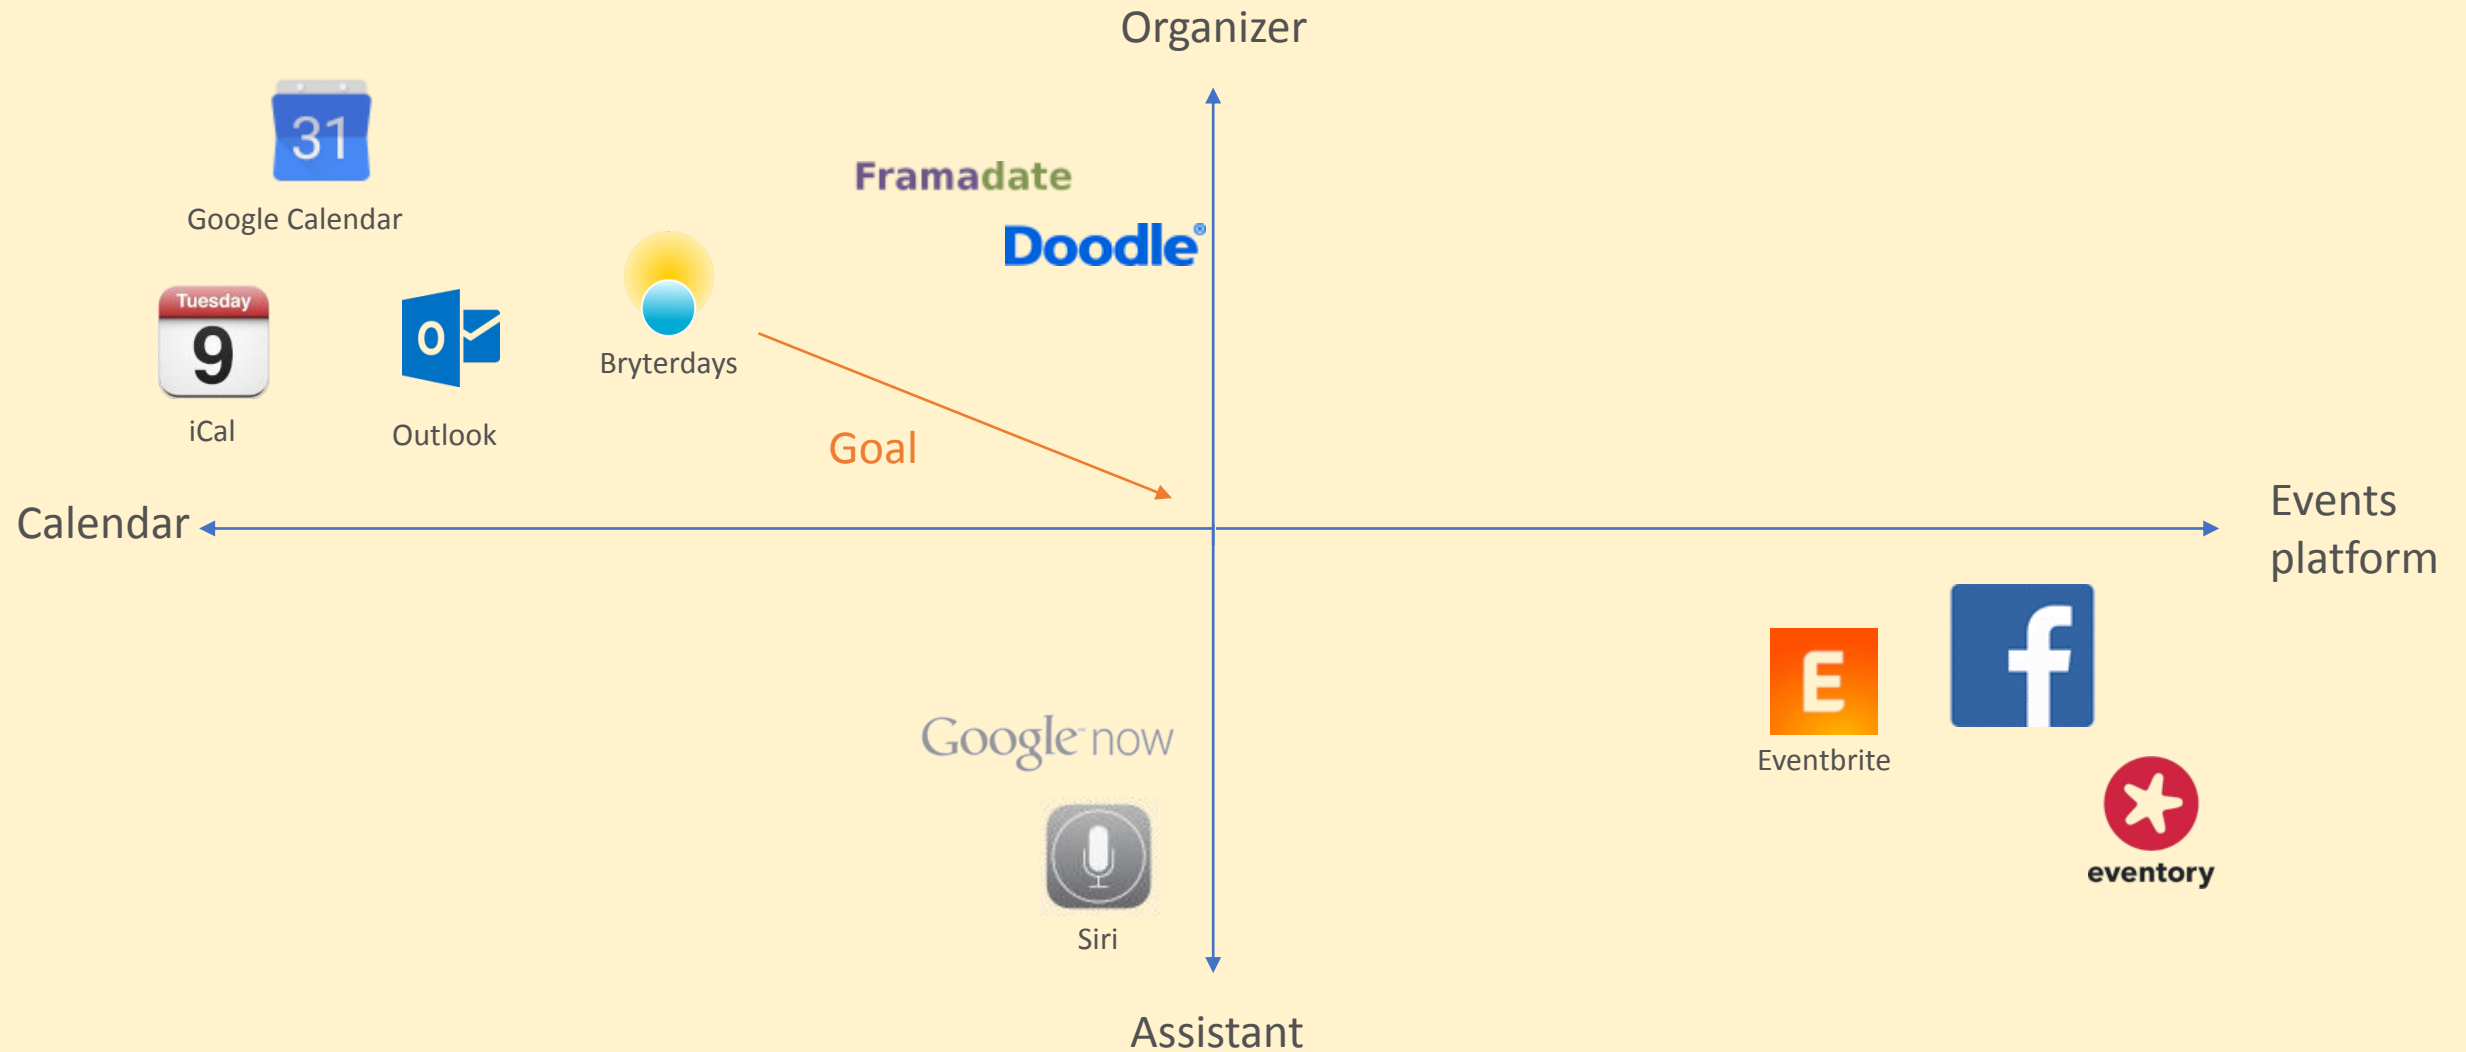 Organizer
31
Google Calendar
Framadate
Doodle®
Tuesday
9
iCal
O
Outlook
Bryterdays
Goal
Calendar
Events
platform
f
E
Eventbrite
Google™ now
eventory
Siri
Assistant